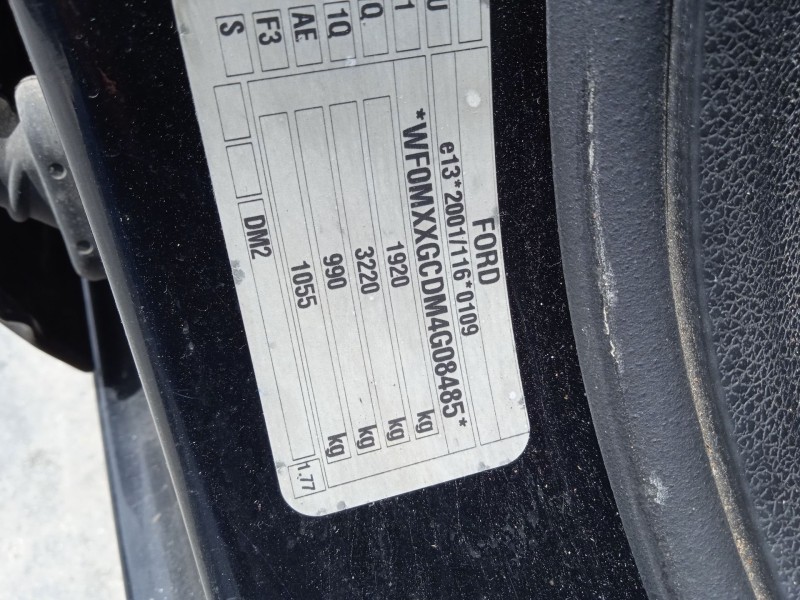 FORD
e13*2001/116*0109
*WF0MXXGCDM4G08485*
1920 kg
3220 kg
990 kg
1055 kg
DM2
1.77
U
1
Q
1Q
AE
F3
S